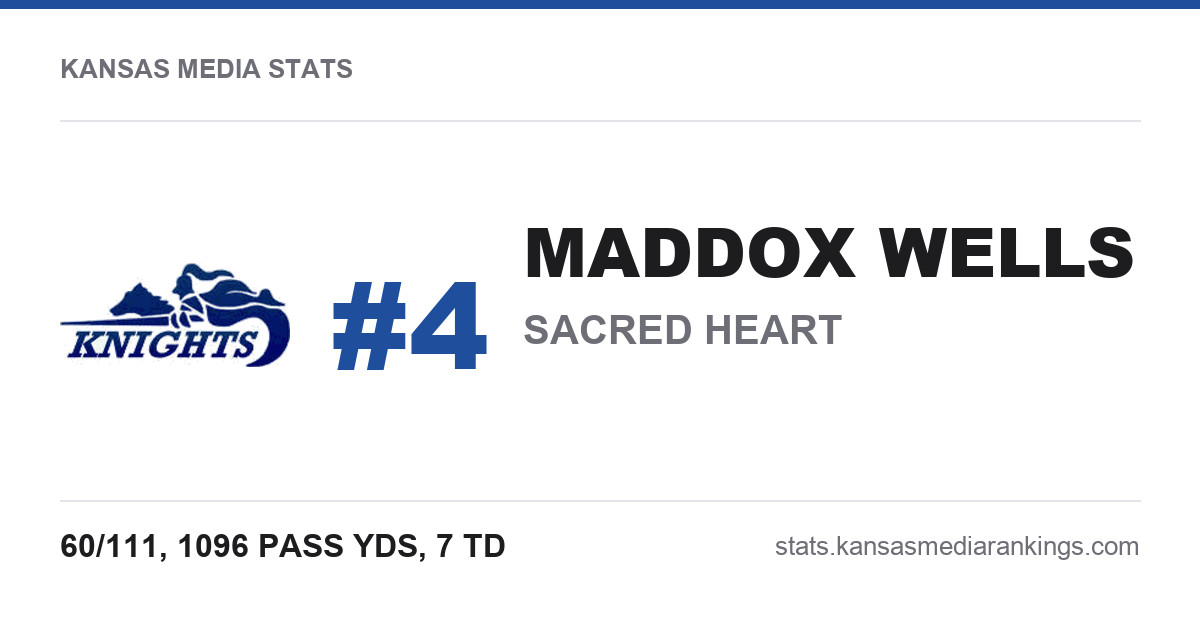 KANSAS MEDIA STATS
KNIGHTS
#4
MADDOX WELLS
SACRED HEART
60/111, 1096 PASS YDS, 7 TD
stats.kansasmediarankings.com